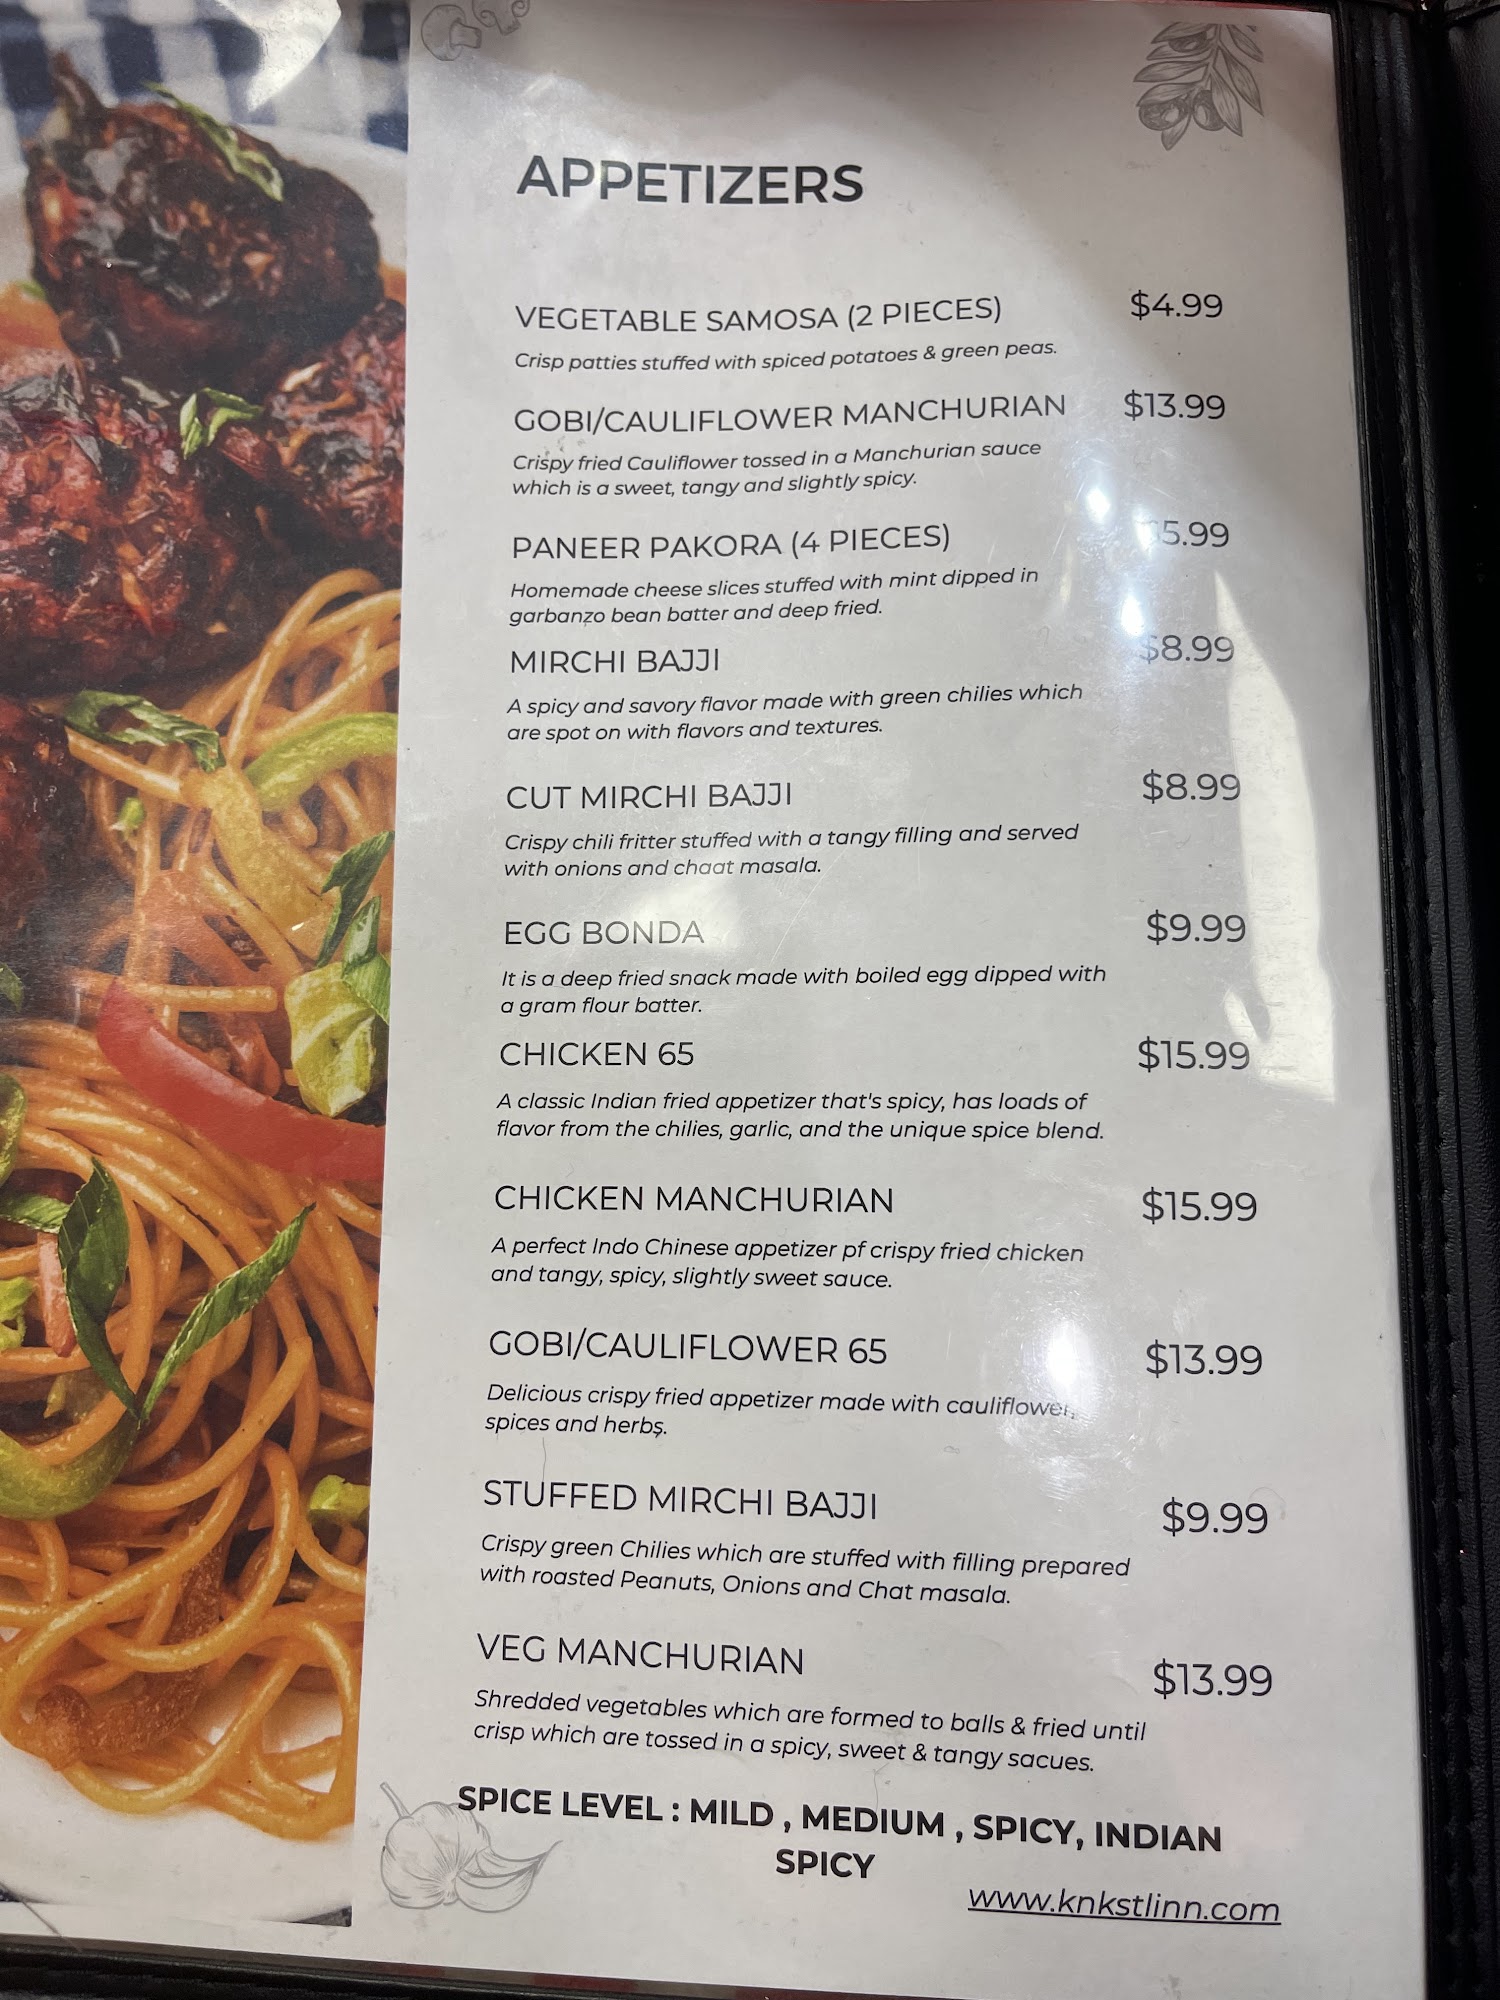 APPETIZERS
VEGETABLE SAMOSA (2 PIECES) $4.99
Crisp patties stuffed with spiced potatoes & green peas.
GOBI/CAULIFLOWER MANCHURIAN $13.99
Crispy fried Cauliflower tossed in a Manchurian sauce
which is a sweet, tangy and slightly spicy.
PANEER PAKORA (4 PIECES)
Homemade cheese slices stuffed with mint dipped in
garbanzo bean batter and deep fried.
MIRCHI BAJJI $8.99
A spicy and savory flavor made with green chilies which
are spot on with flavors and textures.
CUT MIRCHI BAJJI $8.99
Crispy chili fritter stuffed with a tangy filling and served
with onions and chaat masala.
EGG BONDA $9.99
It is a deep fried snack made with boiled egg dipped with
a gram flour batter.
CHICKEN 65 $15.99
A classic Indian fried appetizer that's spicy, has loads of
flavor from the chilies, garlic, and the unique spice blend.
CHICKEN MANCHURIAN $15.99
A perfect Indo Chinese appetizer pf crispy fried chicken
and tangy, spicy, slightly sweet sauce.
GOBI/CAULIFLOWER 65 $13.99
Delicious crispy fried appetizer made with cauliflower,
spices and herbs.
STUFFED MIRCHI BAJJI $9.99
Crispy green Chilies which are stuffed with filling prepared
with roasted Peanuts, Onions and Chat masala.
VEG MANCHURIAN $13.99
Shredded vegetables which are formed to balls & fried until
crisp which are tossed in a spicy, sweet & tangy sacues.
SPICE LEVEL : MILD , MEDIUM , SPICY, INDIAN
SPICY
www.knkstlinn.com